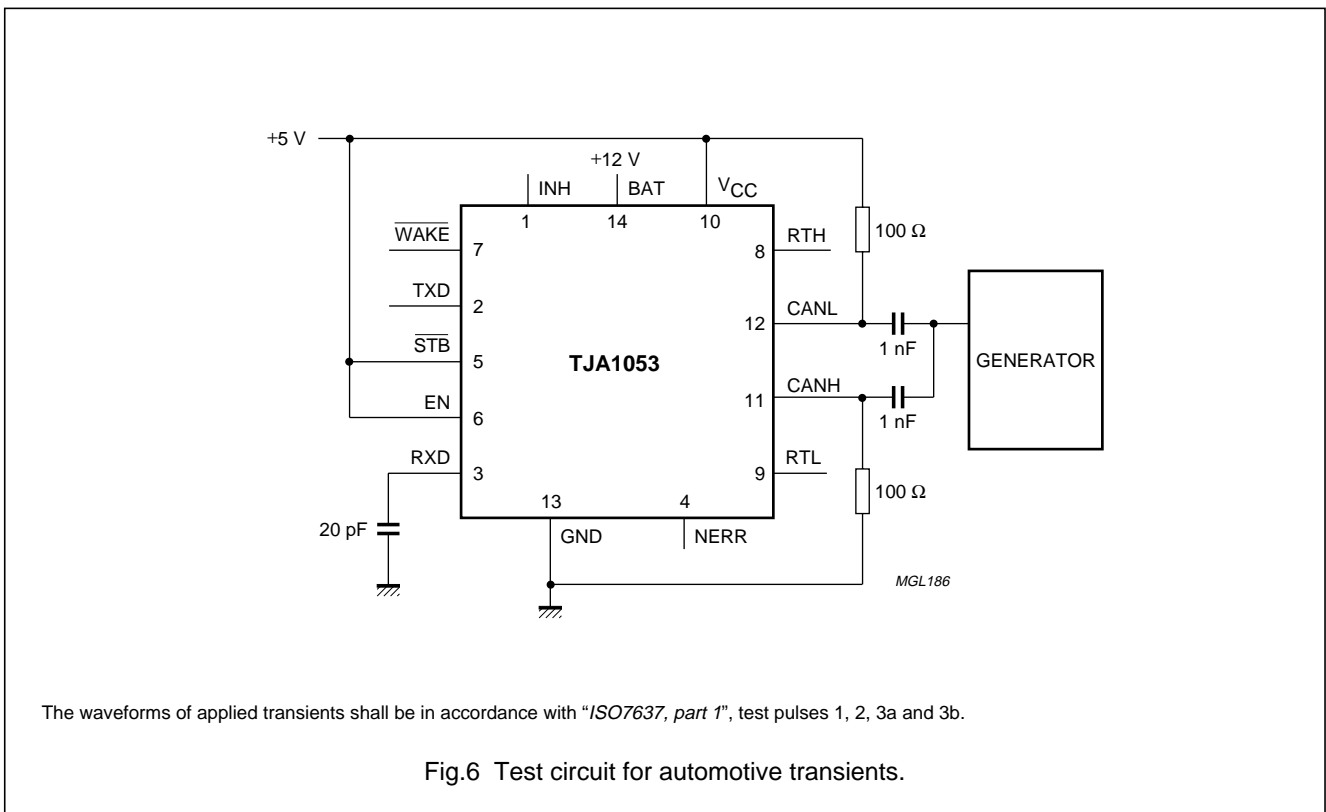 +5 V
+12 V
INH
BAT
VCC
1
14
10
WAKE
7
8
RTH
100 Ω
TXD
2
12
CANL
1 nF
STB
5
TJA1053
GENERATOR
EN
6
11
CANH
1 nF
RXD
3
9
RTL
100 Ω
13
4
20 pF
GND
NERR
MGL186
The waveforms of applied transients shall be in accordance with “ISO7637, part 1”, test pulses 1, 2, 3a and 3b.
Fig.6 Test circuit for automotive transients.